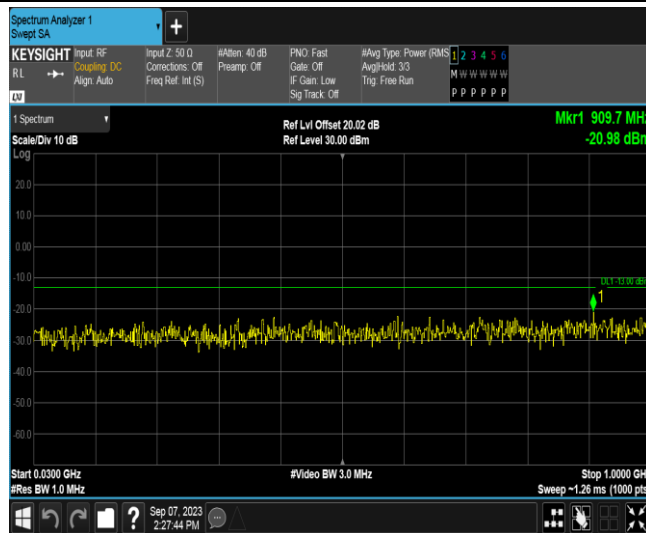 Spectrum Analyzer 1
Swept SA
+
KEYSIGHT
RL
LXI
Input: RF
Coupling: DC
Align: Auto
Input Z: 50 Ω
Corrections: Off
Freq Ref: Int (S)
#Atten: 40 dB
Preamp: Off
PNO: Fast
Gate: Off
IF Gain: Low
Sig Track: Off
#Avg Type: Power (RMS
Avg|Hold: 3/3
Trig: Free Run
1 2 3 4 5 6
M W W W W W
P P P P P P
1 Spectrum
Scale/Div 10 dB
Log
Ref Lvl Offset 20.02 dB
Ref Level 30.00 dBm
Mkr1 909.7 MHz
-20.98 dBm
20.0
10.0
0.00
-10.0
-20.0
-30.0
-40.0
-50.0
-60.0
DL1 -13.00 dBm
1
Start 0.0300 GHz
#Res BW 1.0 MHz
#Video BW 3.0 MHz
Stop 1.0000 GHz
Sweep ~1.26 ms (1000 pts)
?
Sep 07, 2023
2:27:44 PM